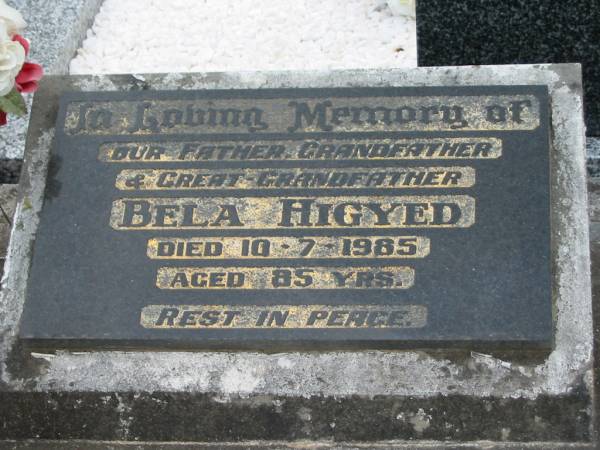 In Loving Memory of
OUR FATHER, GRANDFATHER
& GREAT GRANDFATHER
BELA HIGYED
DIED 10-7-1985
AGED 85 YRS.
REST IN PEACE.